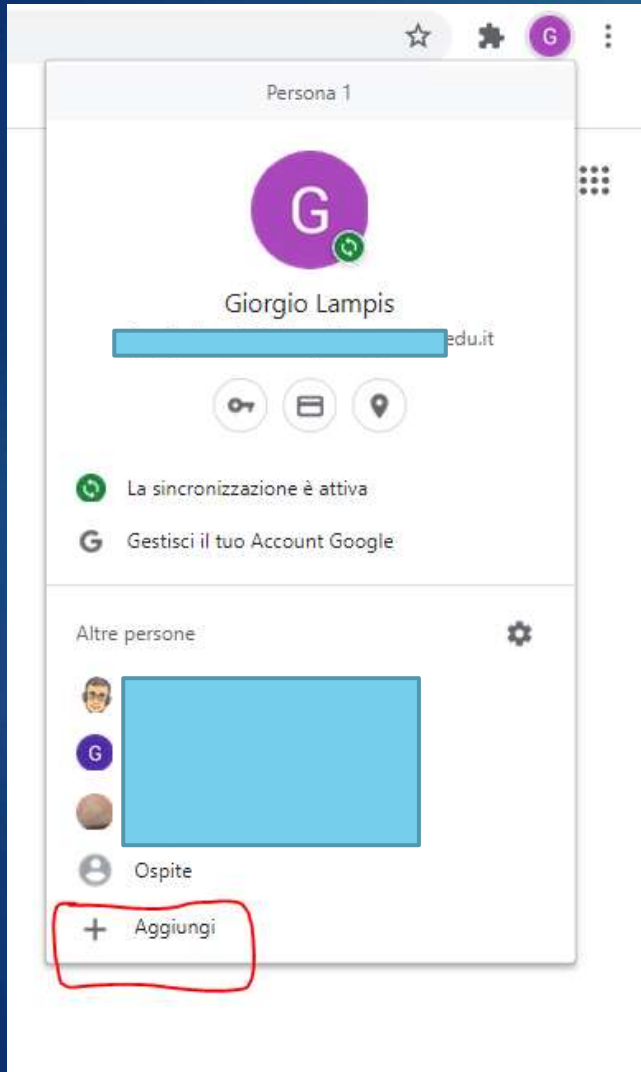 G
Persona 1
G
Giorgio Lampis
edu.it
La sincronizzazione è attiva
G Gestisci il tuo Account Google
Altre persone
G
Ospite
+ Aggiungi